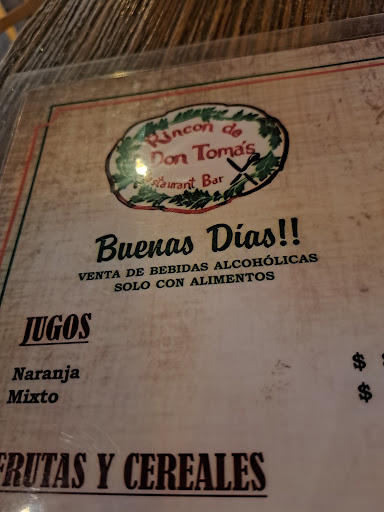 Rincon de
Don Toma's
Restaurant Bar
Buenas Días!!
VENTA DE BEBIDAS ALCOHÓLICAS
SOLO CON ALIMENTOS
JUGOS
Naranja $
Mixto $
FRUTAS Y CEREALES